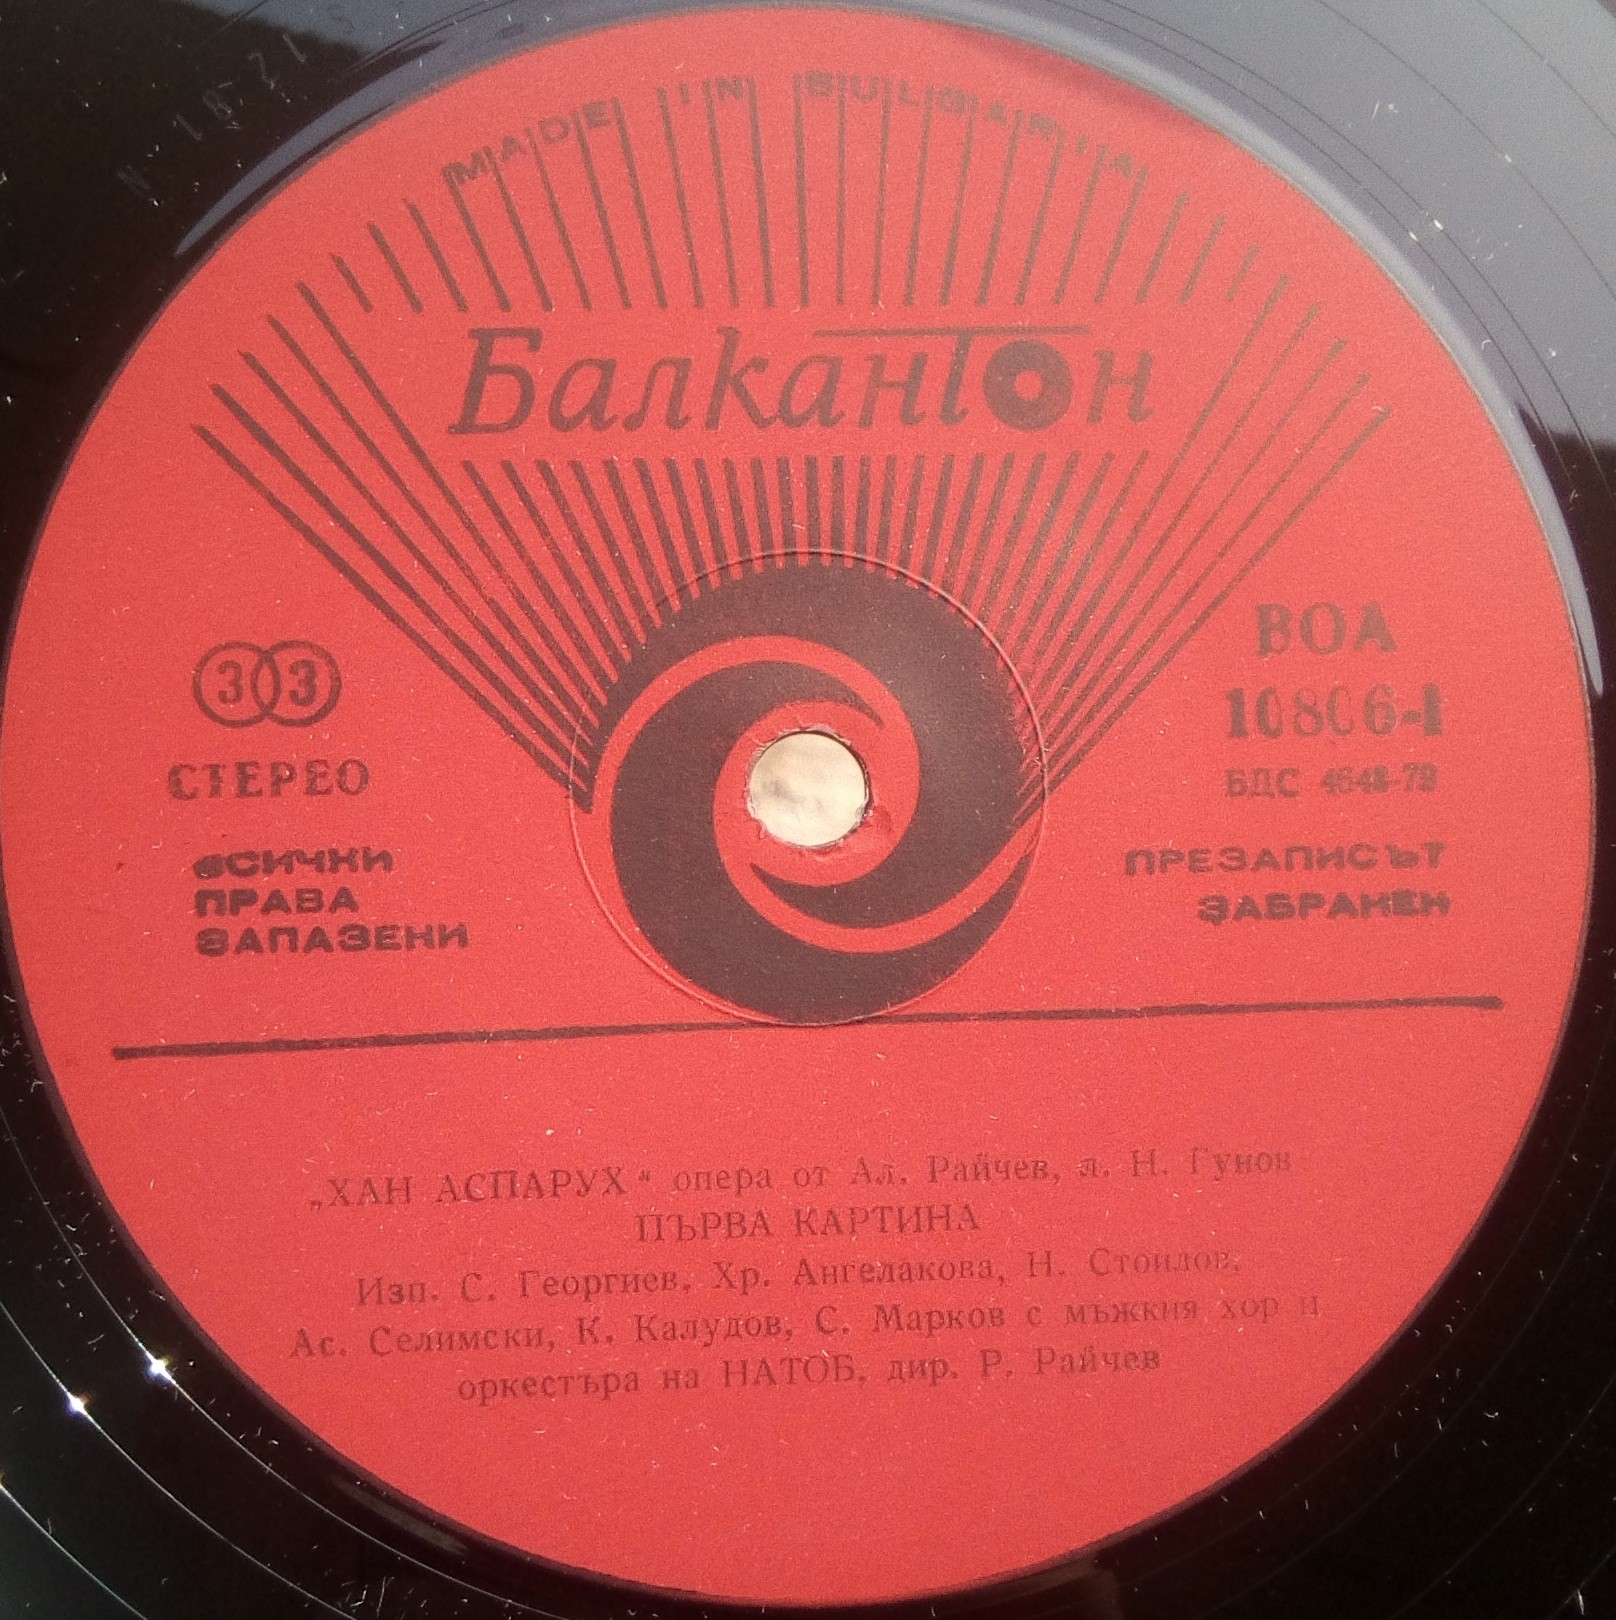 MADE IN BULGARIA
Балкантон
33
СТЕРЕО
ВСИЧКИ
ПРАВА
ЗАПАЗЕНИ
ВОА
10806-I
БДС 4648-79
ПРЕЗАПИСЪТ
ЗАБРАНЕН
„ХАН АСПАРУХ“ опера от Ал. Райчев, л. Н. Гунов
ПЪРВА КАРТИНА
Изп. С. Георгиев, Хр. Ангелакова, Н. Стоилов,
Ас. Селимски, К. Калудов, С. Марков с мъжкия хор и
оркестъра на НАТОБ, дир. Р. Райчев